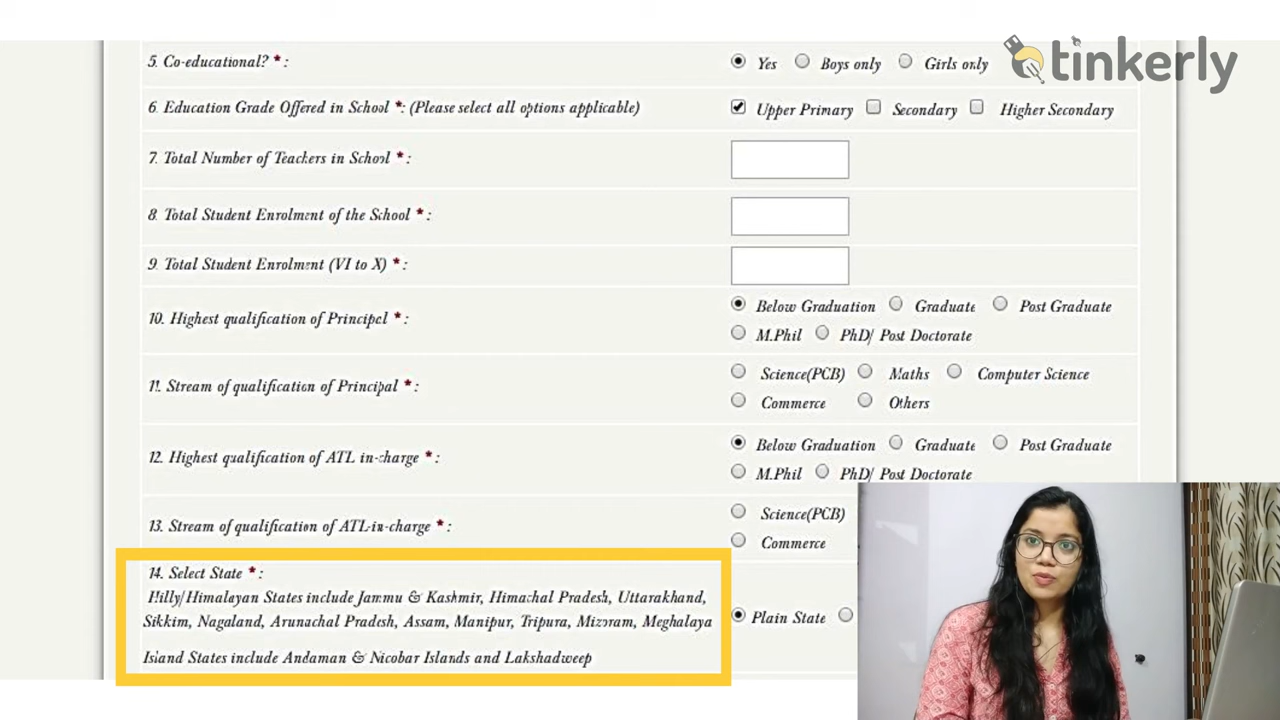 tinkerly
5. Co-educational? * : Yes Boys only Girls only
6. Education Grade Offered in School *: (Please select all options applicable) Upper Primary Secondary Higher Secondary
7. Total Number of Teachers in School * :
8. Total Student Enrolment of the School * :
9. Total Student Enrolment (VI to X) * :
10. Highest qualification of Principal * : Below Graduation Graduate Post Graduate
M.Phil PhD/ Post Doctorate
11. Stream of qualification of Principal * : Science(PCB) Maths Computer Science
Commerce Others
12. Highest qualification of ATL in-charge * : Below Graduation Graduate Post Graduate
M.Phil PhD/ Post Doctorate
13. Stream of qualification of ATL-in-charge * : Science(PCB)
Commerce
14. Select State * :
Hilly/Himalayan States include Jammu & Kashmir, Himachal Pradesh, Uttarakhand,
Sikkim, Nagaland, Arunachal Pradesh, Assam, Manipur, Tripura, Mizoram, Meghalaya
Plain State
Island States include Andaman & Nicobar Islands and Lakshadweep